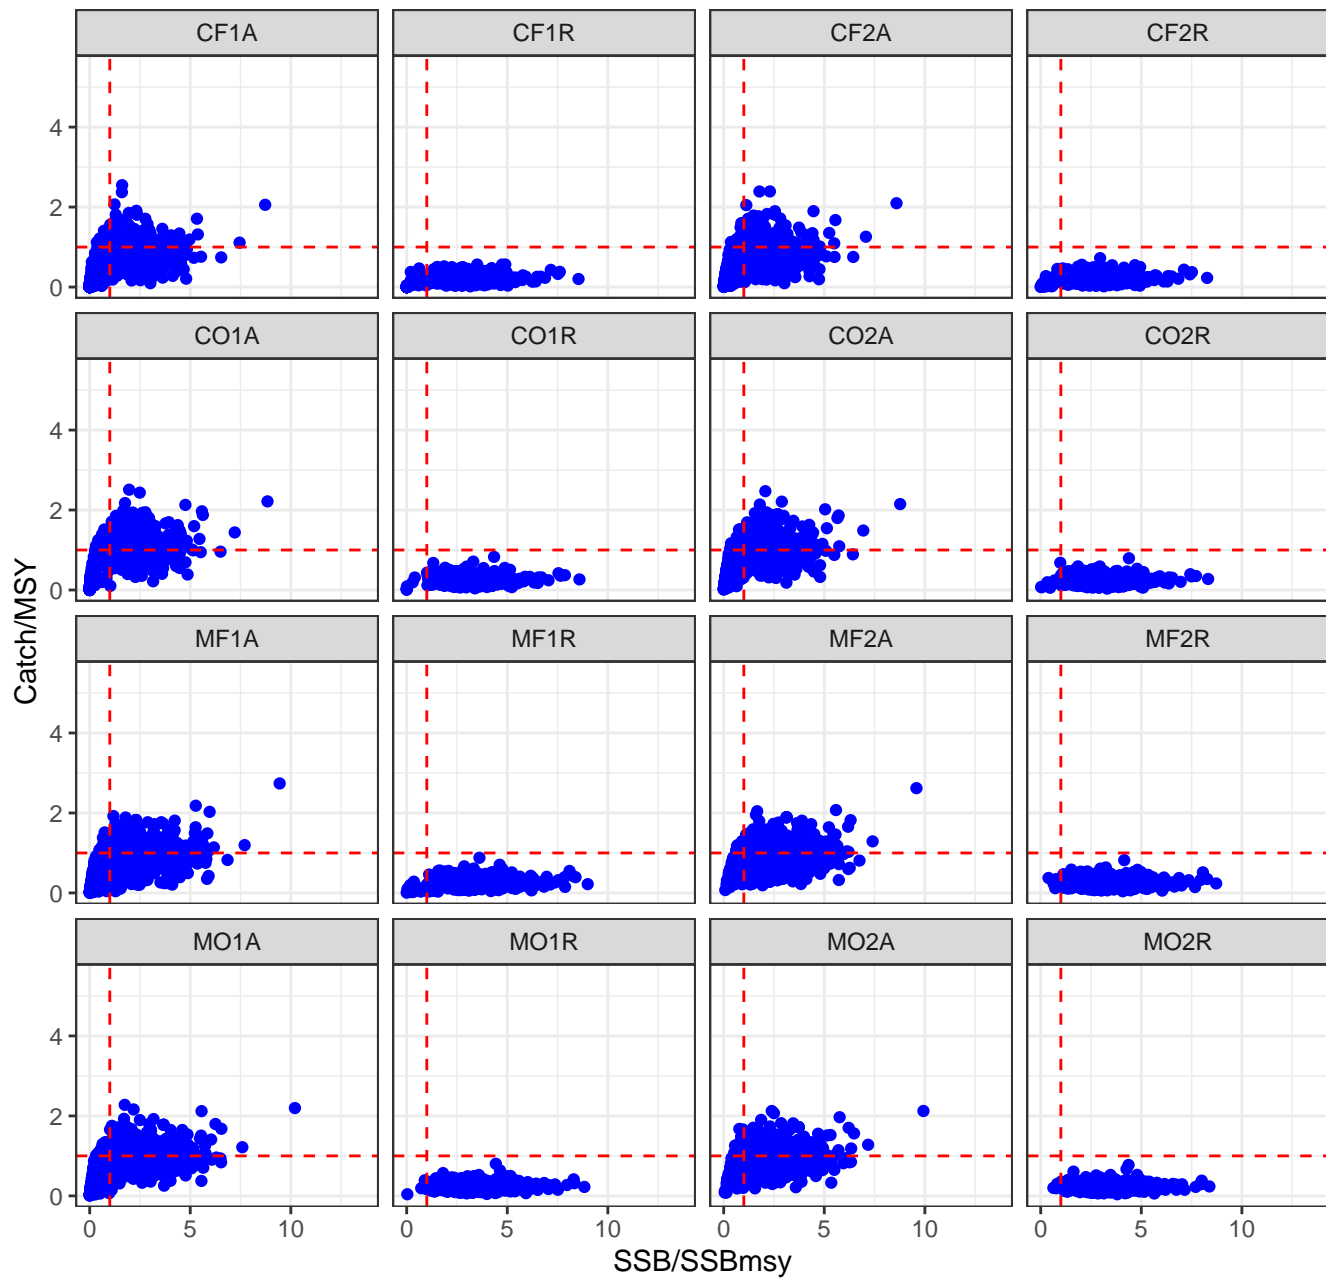 CF1A CF1R CF2A CF2R
4
2
0
CO1A CO1R CO2A CO2R
4
2
0
MF1A MF1R MF2A MF2R
4
2
0
MO1A MO1R MO2A MO2R
4
2
0
0 5 10 0 5 10 0 5 10 0 5 10
SSB/SSBmsy
Catch/MSY